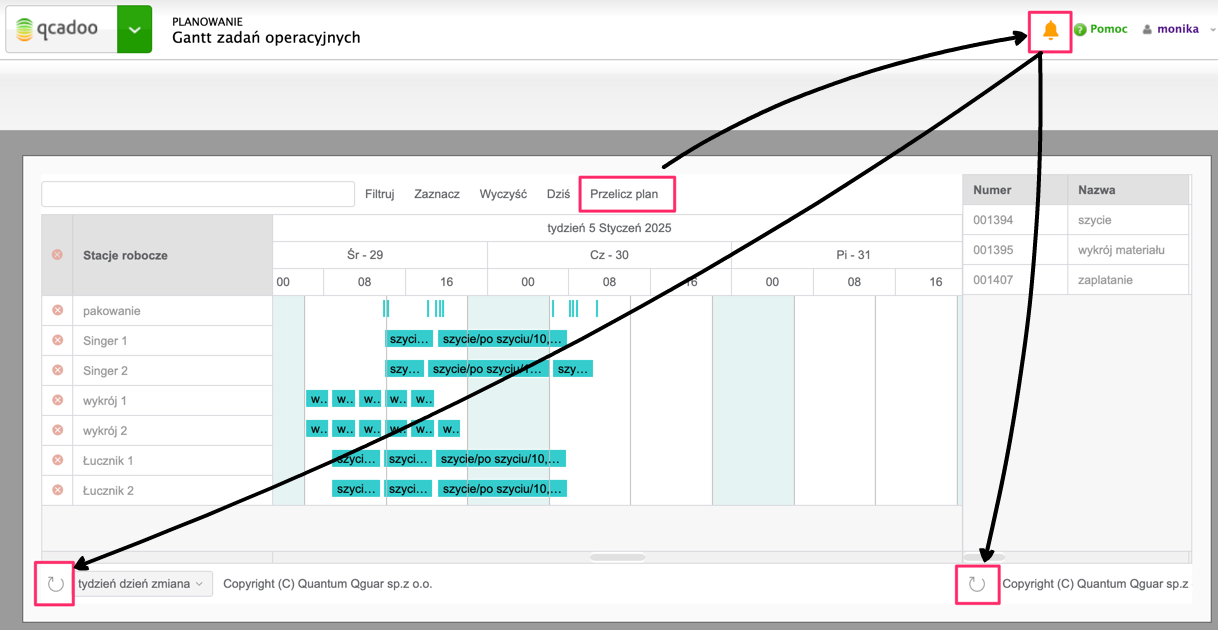 qcadoo
PLANOWANIE
Gantt zadań operacyjnych
Pomoc
monika
Filtruj Zaznacz Wyczyść Dziś Przelicz plan
Stacje robocze
tydzień 5 Styczeń 2025
Śr - 29 Cz - 30 Pi - 31
00 08 16 00 08 16 00 08 16
pakowanie
Singer 1 szyci... szycie/po szyciu/10,...
Singer 2 szy... szycie/po szyciu/1... szy...
wykrój 1 w.. w.. w.. w.. w..
wykrój 2 w.. w.. w.. w.. w.. w..
Łucznik 1 szyci... szyci... szycie/po szyciu/10,...
Łucznik 2 szyci... szyci... szycie/po szyciu/10,...
tydzień dzień zmiana
Copyright (C) Quantum Qguar sp.z o.o.
Numer Nazwa
001394 szycie
001395 wykrój materiału
001407 zaplatanie
Copyright (C) Quantum Qguar sp.z